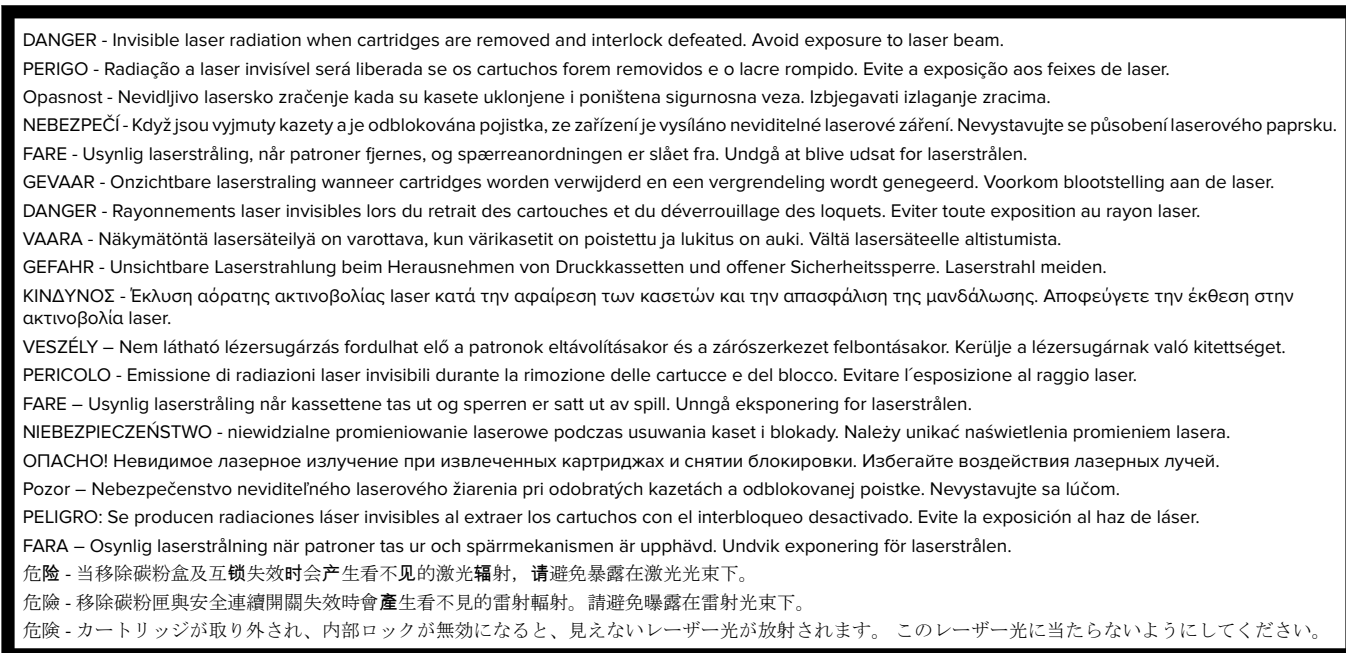 DANGER - Invisible laser radiation when cartridges are removed and interlock defeated. Avoid exposure to laser beam.
PERIGO - Radiação a laser invisível será liberada se os cartuchos forem removidos e o lacre rompido. Evite a exposição aos feixes de laser.
Opasnost - Nevidljivo lasersko zračenje kada su kasete uklonjene i poništena sigurnosna veza. Izbjegavati izlaganje zracima.
NEBEZPEČÍ - Když jsou vyjmuty kazety a je odblokována pojistka, ze zařízení je vysíláno neviditelné laserové záření. Nevystavujte se působení laserového paprsku.
FARE - Usynlig laserstråling, når patroner fjernes, og spærreanordningen er slået fra. Undgå at blive udsat for laserstrålen.
GEVAAR - Onzichtbare laserstraling wanneer cartridges worden verwijderd en een vergrendeling wordt genegeerd. Voorkom blootstelling aan de laser.
DANGER - Rayonnements laser invisibles lors du retrait des cartouches et du déverrouillage des loquets. Eviter toute exposition au rayon laser.
VAARA - Näkymätöntä lasersäteilyä on varottava, kun värikasetit on poistettu ja lukitus on auki. Vältä lasersäteelle altistumista.
GEFAHR - Unsichtbare Laserstrahlung beim Herausnehmen von Druckkassetten und offener Sicherheitssperre. Laserstrahl meiden.
ΚΙΝΔΥΝΟΣ - Έκλυση αόρατης ακτινοβολίας laser κατά την αφαίρεση των κασετών και την απασφάλιση της μανδάλωσης. Αποφεύγετε την έκθεση στην
ακτινοβολία laser.
VESZÉLY – Nem látható lézersugárzás fordulhat elő a patronok eltávolításakor és a zárószerkezet felbontásakor. Kerülje a lézersugárnak való kitettséget.
PERICOLO - Emissione di radiazioni laser invisibili durante la rimozione delle cartucce e del blocco. Evitare l´esposizione al raggio laser.
FARE – Usynlig laserstråling når kassettene tas ut og sperren er satt ut av spill. Unngå eksponering for laserstrålen.
NIEBEZPIECZEŃSTWO - niewidzialne promieniowanie laserowe podczas usuwania kaset i blokady. Należy unikać naświetlenia promieniem lasera.
ОПАСНО! Невидимое лазерное излучение при извлеченных картриджах и снятии блокировки. Избегайте воздействия лазерных лучей.
Pozor – Nebezpečenstvo neviditeľného laserového žiarenia pri odobratých kazetách a odblokovanej poistke. Nevystavujte sa lúčom.
PELIGRO: Se producen radiaciones láser invisibles al extraer los cartuchos con el interbloqueo desactivado. Evite la exposición al haz de láser.
FARA – Osynlig laserstrålning när patroner tas ur och spärrmekanismen är upphävd. Undvik exponering för laserstrålen.
危险 - 当移除碳粉盒及互锁失效时会产生看不见的激光辐射，请避免暴露在激光光束下。
危險 - 移除碳粉匣與安全連續開關失效時會產生看不見的雷射輻射。請避免曝露在雷射光束下。
危険 - カートリッジが取り外され、内部ロックが無効になると、見えないレーザー光が放射されます。 このレーザー光に当たらないようにしてください。